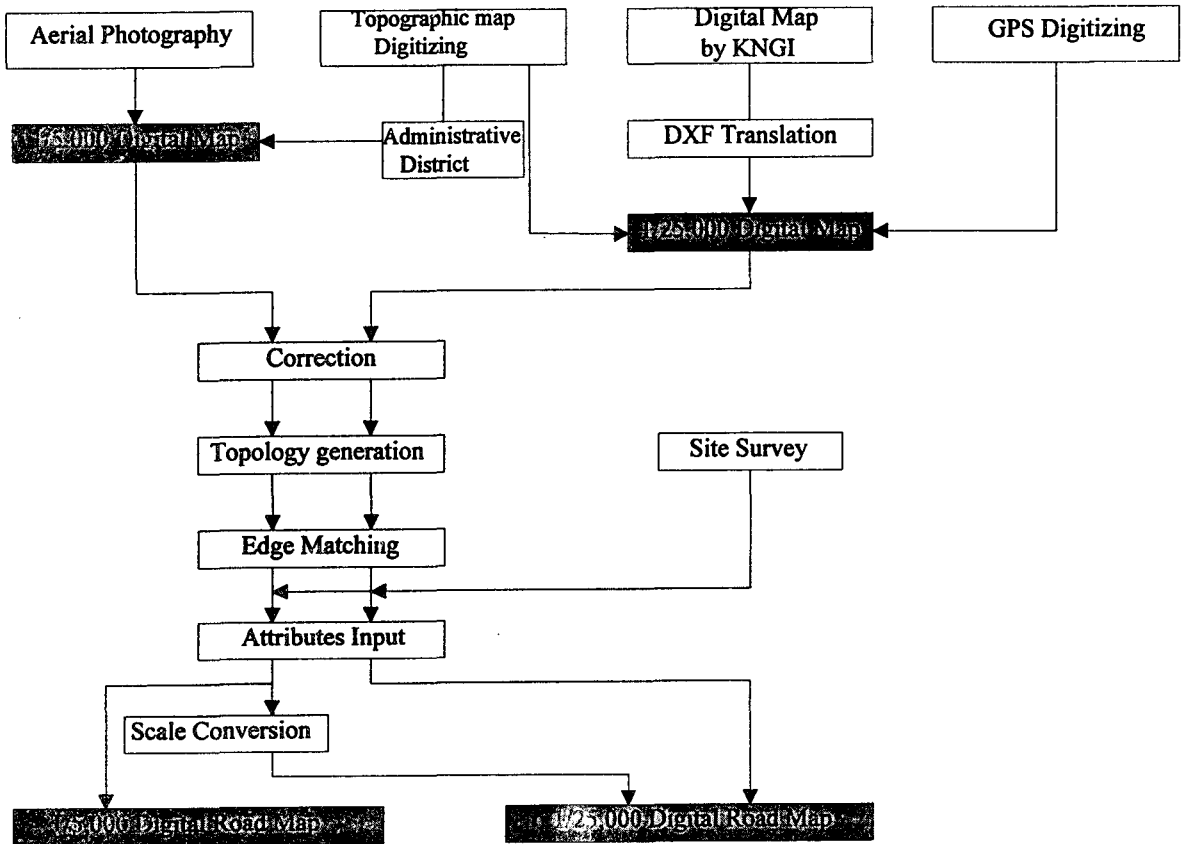 Aerial Photography
Topographic map
Digitizing
Digital Map
by KNGI
GPS Digitizing
1/5.000 Digital Map
Administrative
District
DXF Translation
1/25.000 Digital Map
Correction
Topology generation
Site Survey
Edge Matching
Attributes Input
Scale Conversion
1/5.000 Digital Road Map
1/25.000 Digital Road Map